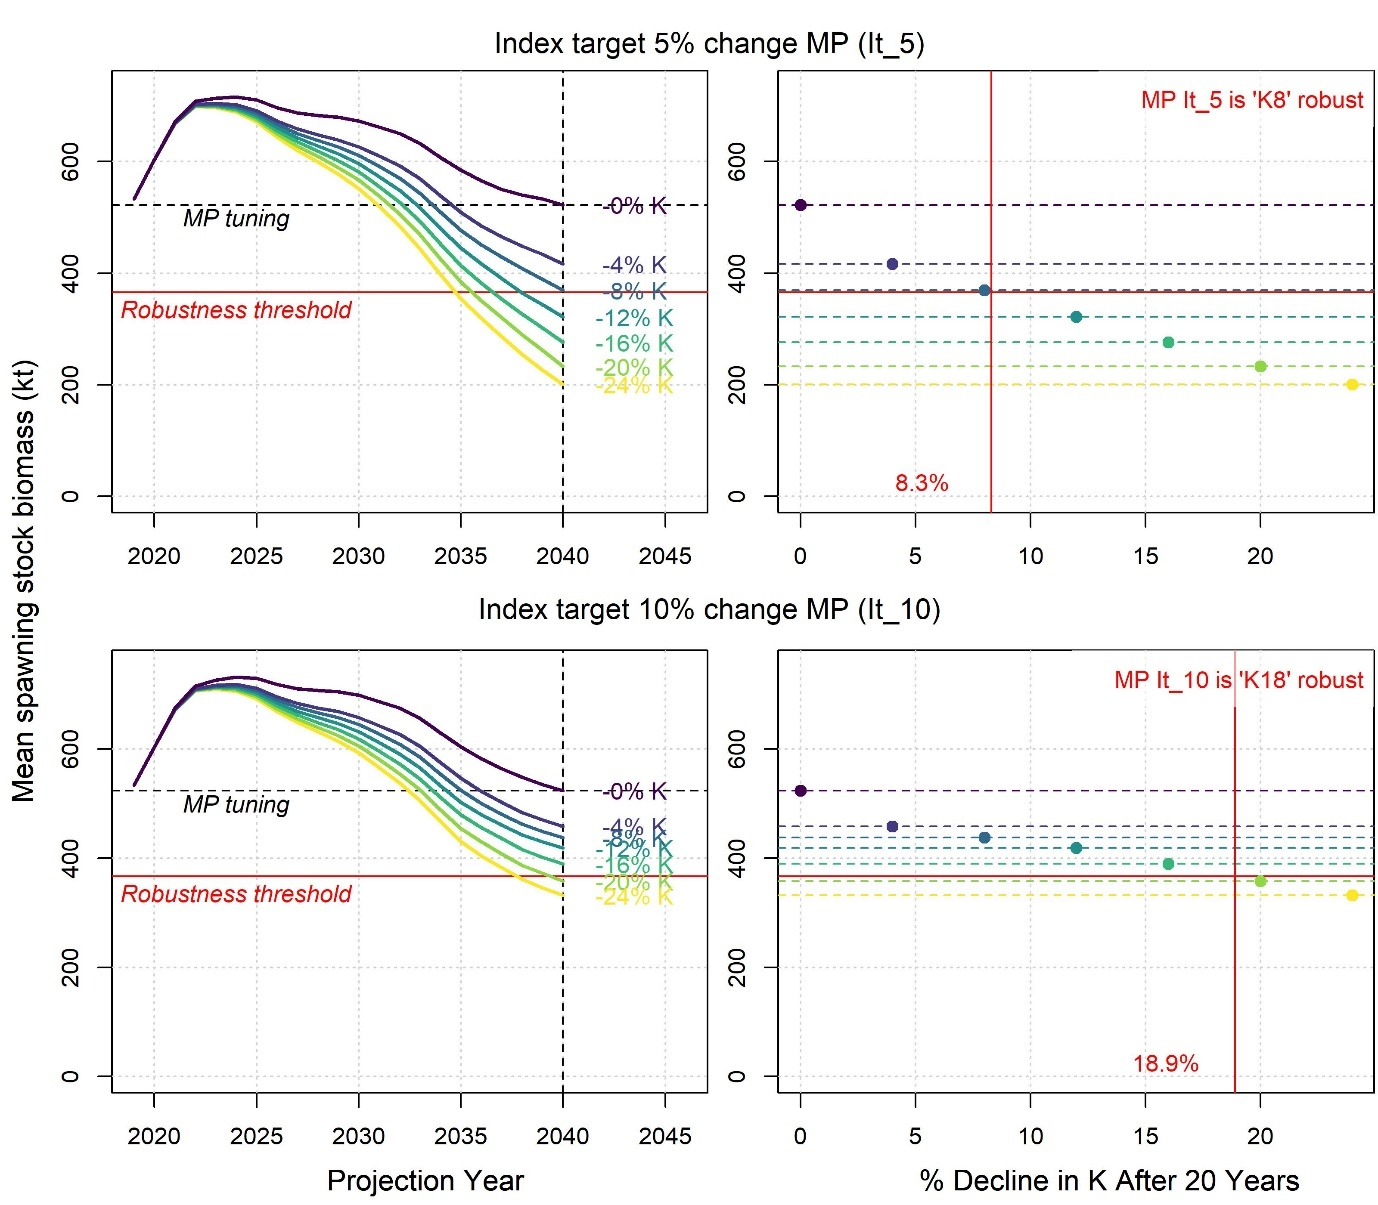 Index target 5% change MP (It_5)
MP It_5 is 'K8' robust
600
400
200
0
MP tuning
Robustness threshold
-0% K
-4% K
-8% K
-12% K
-16% K
-20% K
-24% K
2020 2025 2030 2035 2040 2045
600
400
200
0
8.3%
0 5 10 15 20
Mean spawning stock biomass (kt)
Index target 10% change MP (It_10)
MP It_10 is 'K18' robust
600
400
200
0
MP tuning
Robustness threshold
-0% K
-4% K
-8% K
-12% K
-16% K
-20% K
-24% K
2020 2025 2030 2035 2040 2045
600
400
200
0
18.9%
0 5 10 15 20
Projection Year
% Decline in K After 20 Years